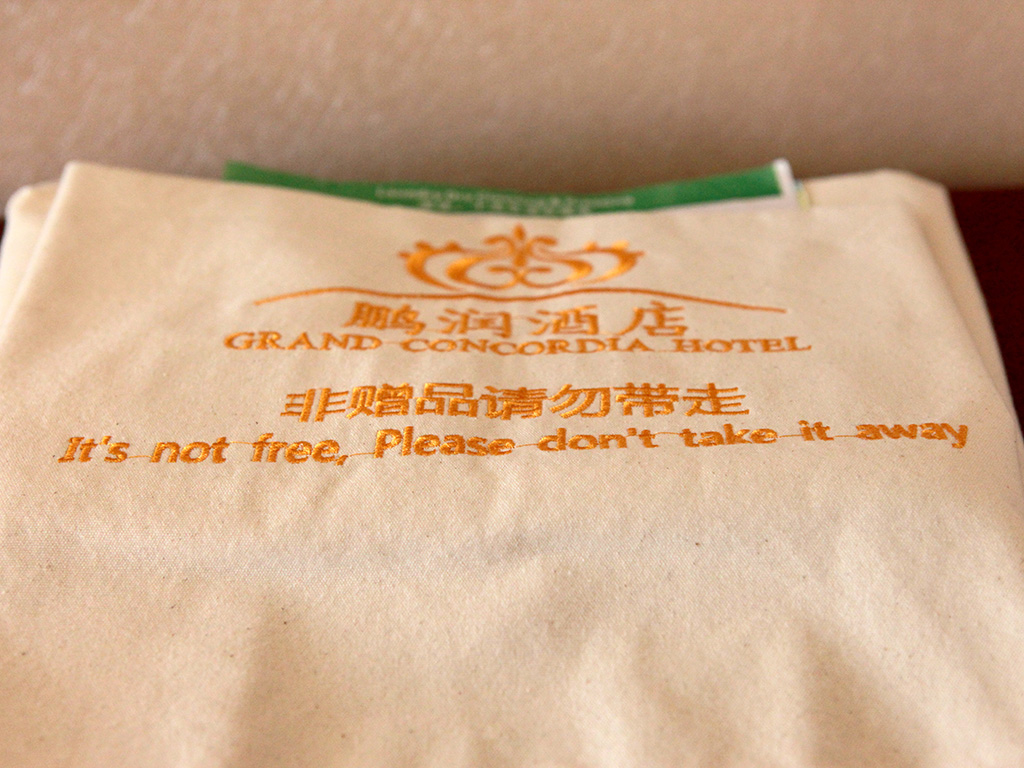 鹏润酒店
GRAND CONCORDIA HOTEL
非赠品请勿带走
It's not free, Please don't take it away